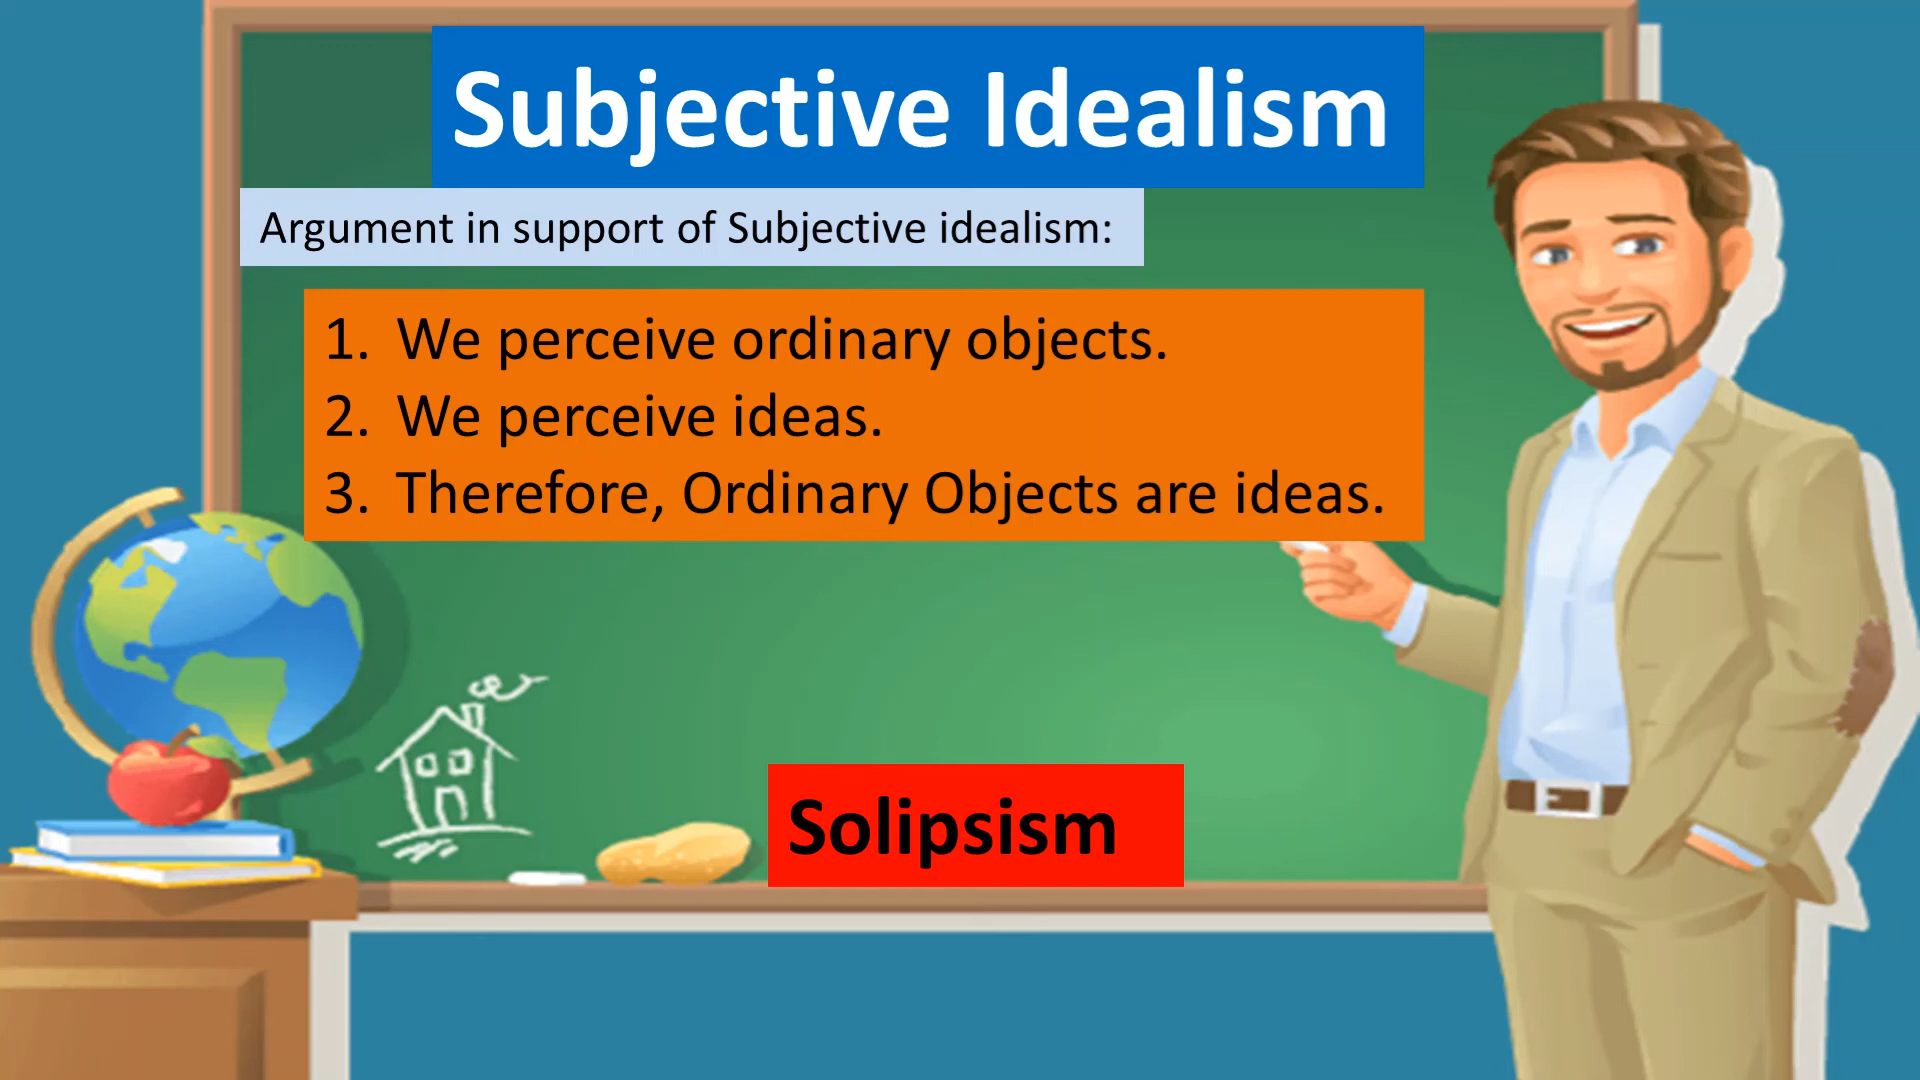 Subjective Idealism
Argument in support of Subjective idealism:
1. We perceive ordinary objects.
2. We perceive ideas.
3. Therefore, Ordinary Objects are ideas.
Solipsism